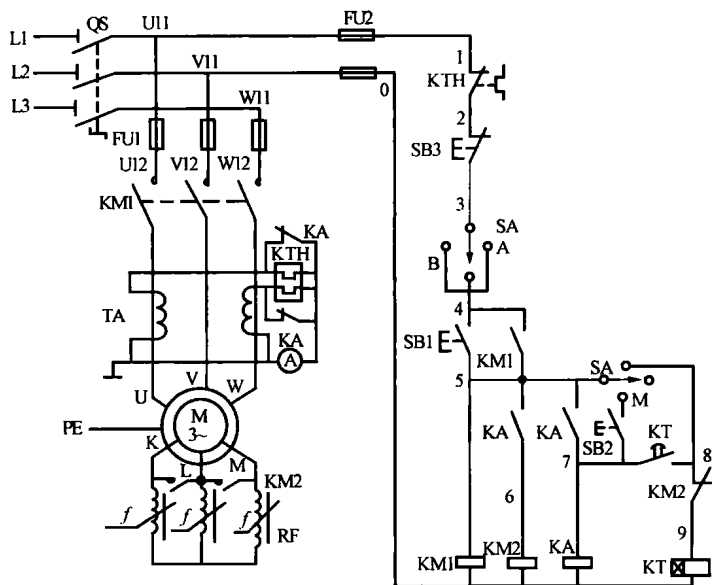 QS U11 FU2
L1
1
V11
L2
0
KTH
W11
L3
2
FU1
SB3
U12 V12 W12
KM1
3
KA
SA
KTH
B A
TA
4
KA
SB1
KM1
A
5
SA
U V W
M
PE
M
3~
KA KA SB2 KT
K
7
8
L M KM2
KM2
6
f f f RF
9
KM1 KM2 KA KT